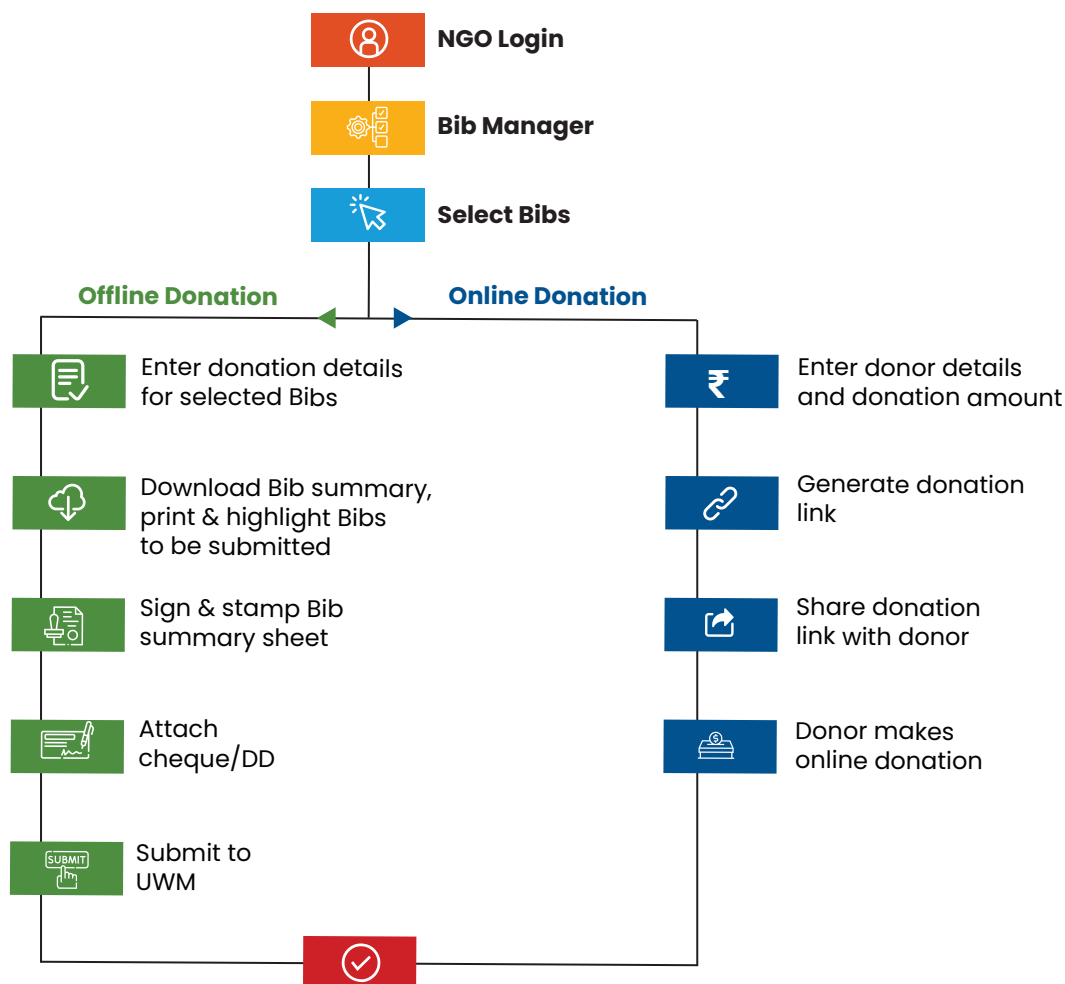 NGO Login
Bib Manager
Select Bibs
Offline Donation
Online Donation
Enter donation details
for selected Bibs
Download Bib summary,
print & highlight Bibs
to be submitted
Sign & stamp Bib
summary sheet
Attach
cheque/DD
SUBMIT
Submit to
UWM
₹
Enter donor details
and donation amount
Generate donation
link
Share donation
link with donor
$
Donor makes
online donation